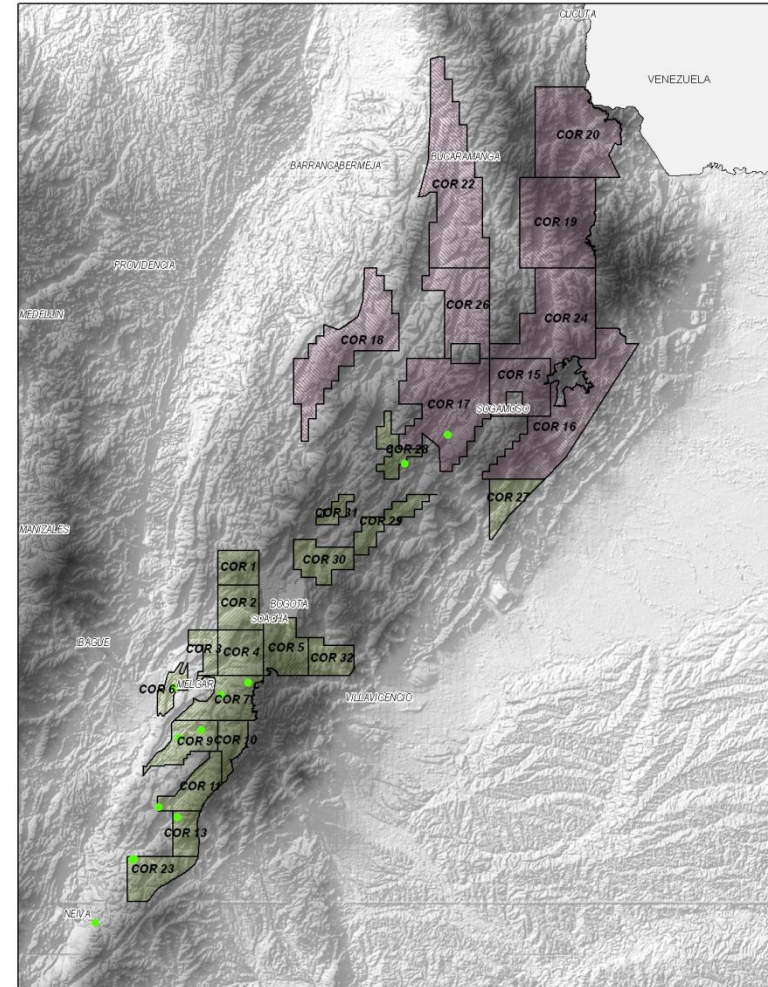 CUCUTA
VENEZUELA
COR 20
BARRANCABERMEJA
BUCARAMANGA
COR 22
COR 19
PROVIDENCIA
COR 26
MEDELLIN
COR 24
COR 18
COR 15
COR 17
SOGAMOSO
COR 16
COR 28
COR 27
COR 31
COR 29
MANIZALES
COR 30
COR 1
COR 2
BOGOTA
SOACHA
IBAGUE
COR 3
COR 4
COR 5
COR 32
MELGAR
COR 6
COR 7
VILLAVICENCIO
COR 9
COR 10
COR 11
COR 13
COR 23
NEIVA